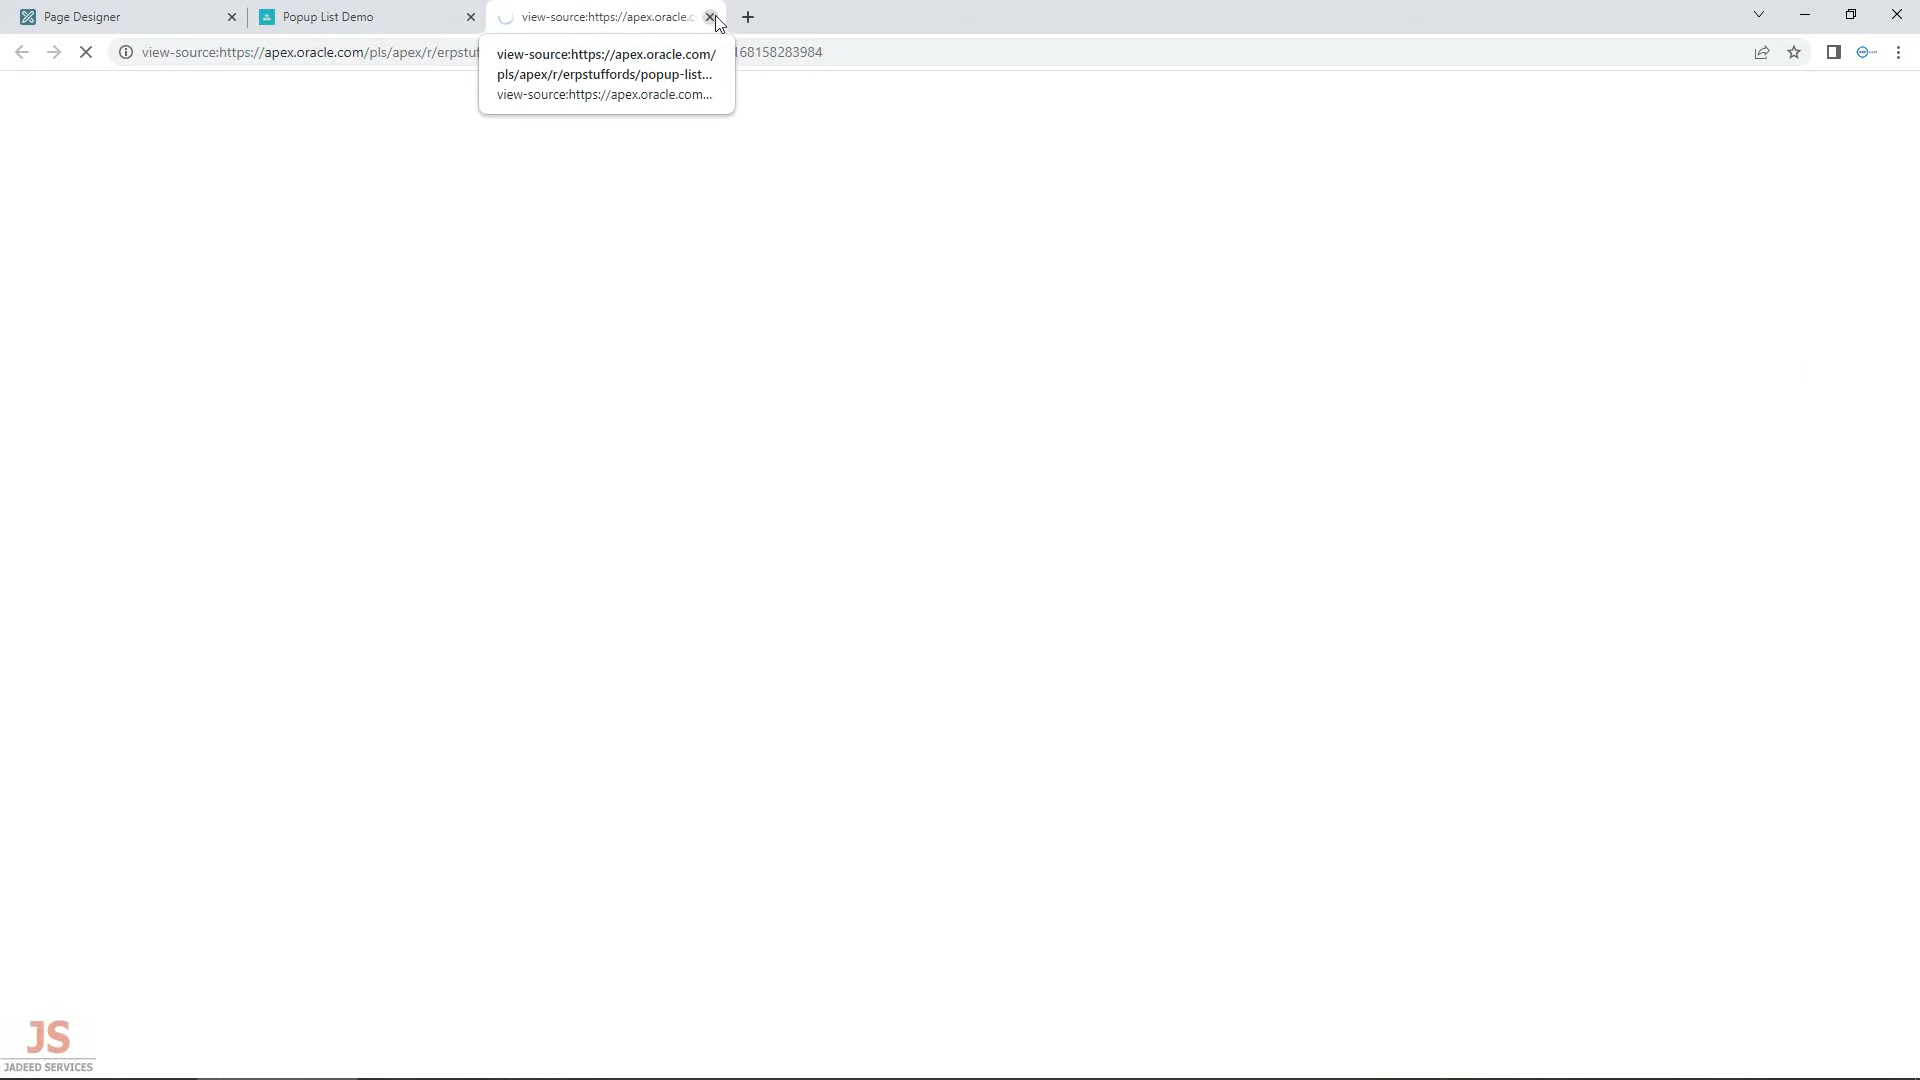 Page Designer
Popup List Demo
view-source:https://apex.oracle.c
view-source:https://apex.oracle.com/pls/apex/r/erpstuf
168158283984
view-source:https://apex.oracle.com/
pls/apex/r/erpstuffords/popup-list...
view-source:https://apex.oracle.com...
JS
JADEED SERVICES